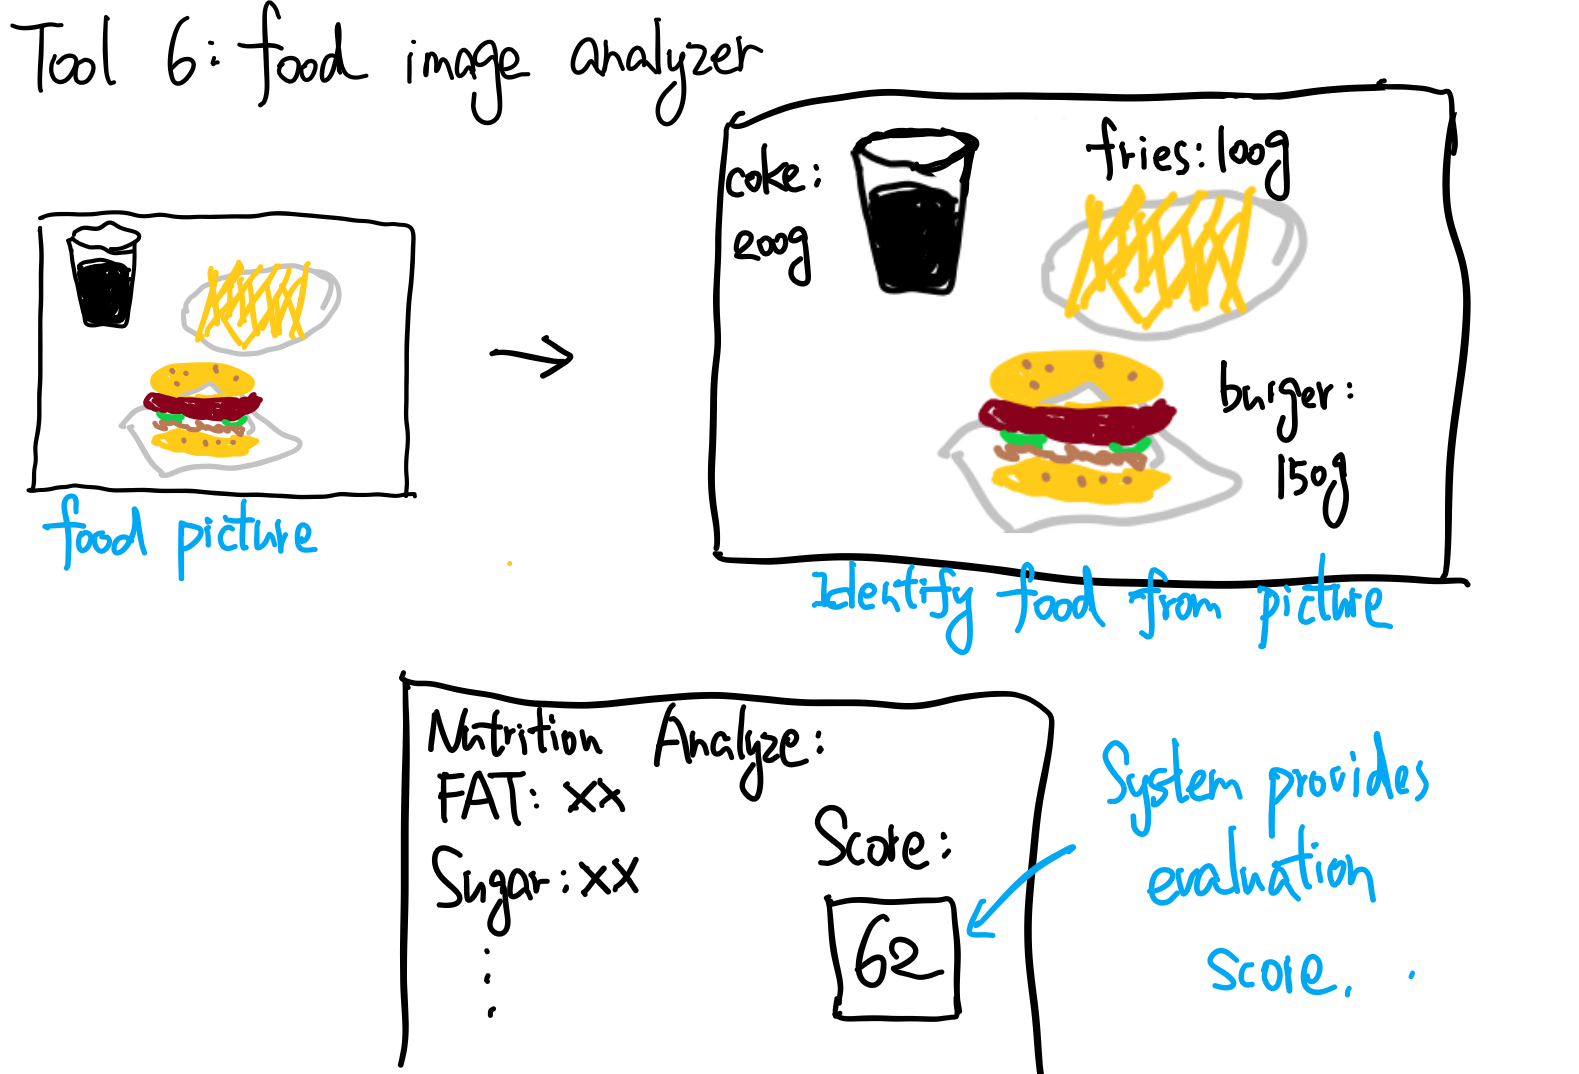 Tool 6: food image analyzer
coke:
200g
fries: 100g
burger:
150g
food picture
Identify food from picture
Nutrition Analyze:
FAT: xx
Sugar: xx
Score:
62
System provides
evaluation
score.